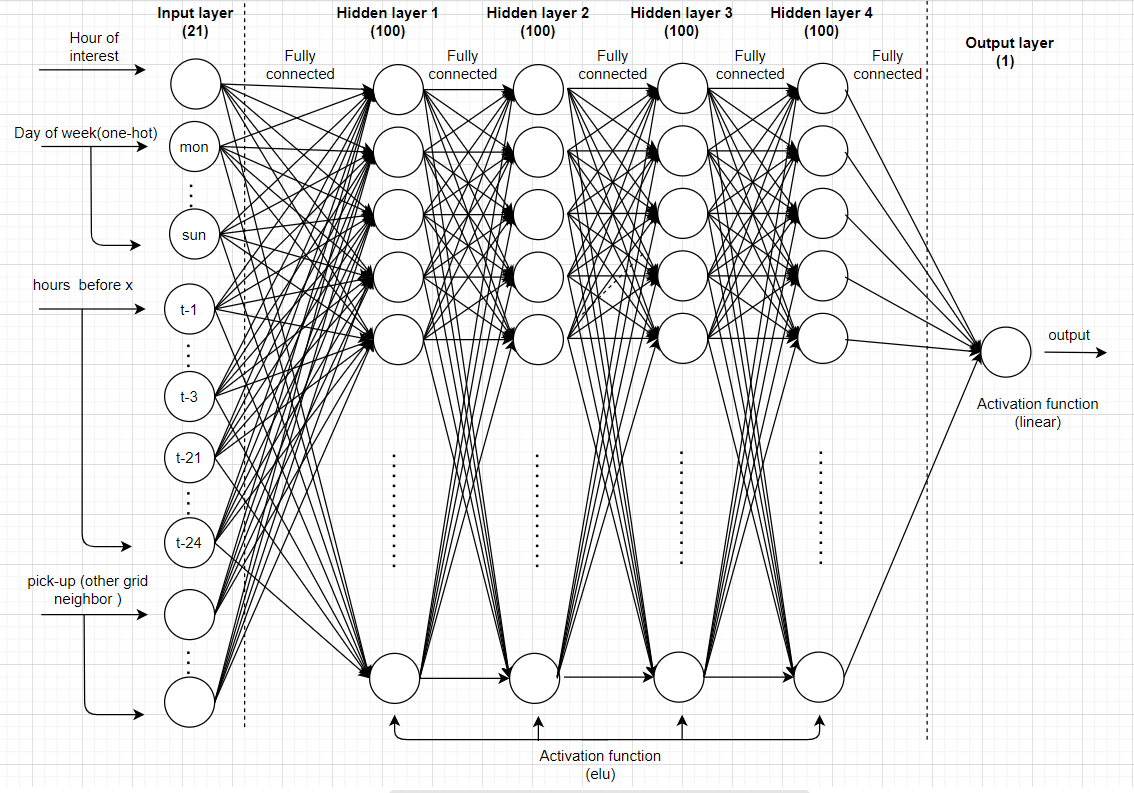 Input layer
(21)
Hidden layer 1
(100)
Hidden layer 2
(100)
Hidden layer 3
(100)
Hidden layer 4
(100)
Output layer
(1)
Fully
connected
Fully
connected
Fully
connected
Fully
connected
Fully
connected
Hour of
interest
Day of week(one-hot)
mon
sun
hours before x
t-1
t-3
t-21
t-24
pick-up (other grid
neighbor )
output
Activation function
(linear)
Activation function
(elu)